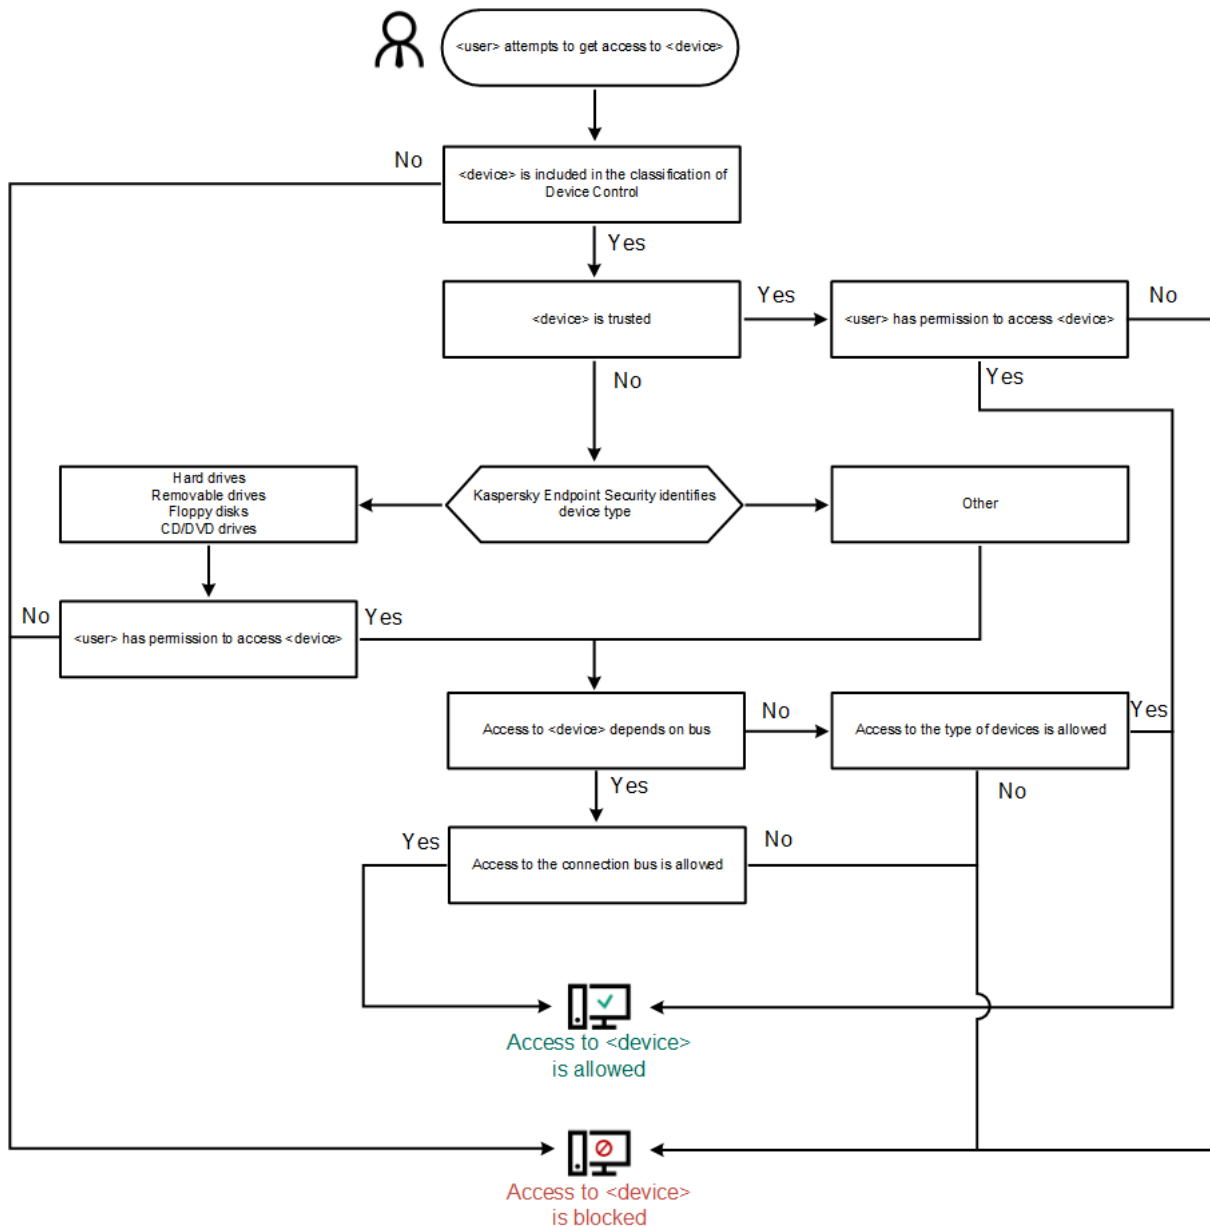 <user> attempts to get access to <device>
No
<device> is included in the classification of
Device Control
Yes
<device> is trusted
Yes
<user> has permission to access <device>
No
No
Yes
Hard drives
Removable drives
Floppy disks
CD/DVD drives
Kaspersky Endpoint Security identifies
device type
Other
No
<user> has permission to access <device>
Yes
Access to <device> depends on bus
No
Access to the type of devices is allowed
Yes
Yes
No
Yes
Access to the connection bus is allowed
No
Access to <device>
is allowed
Access to <device>
is blocked